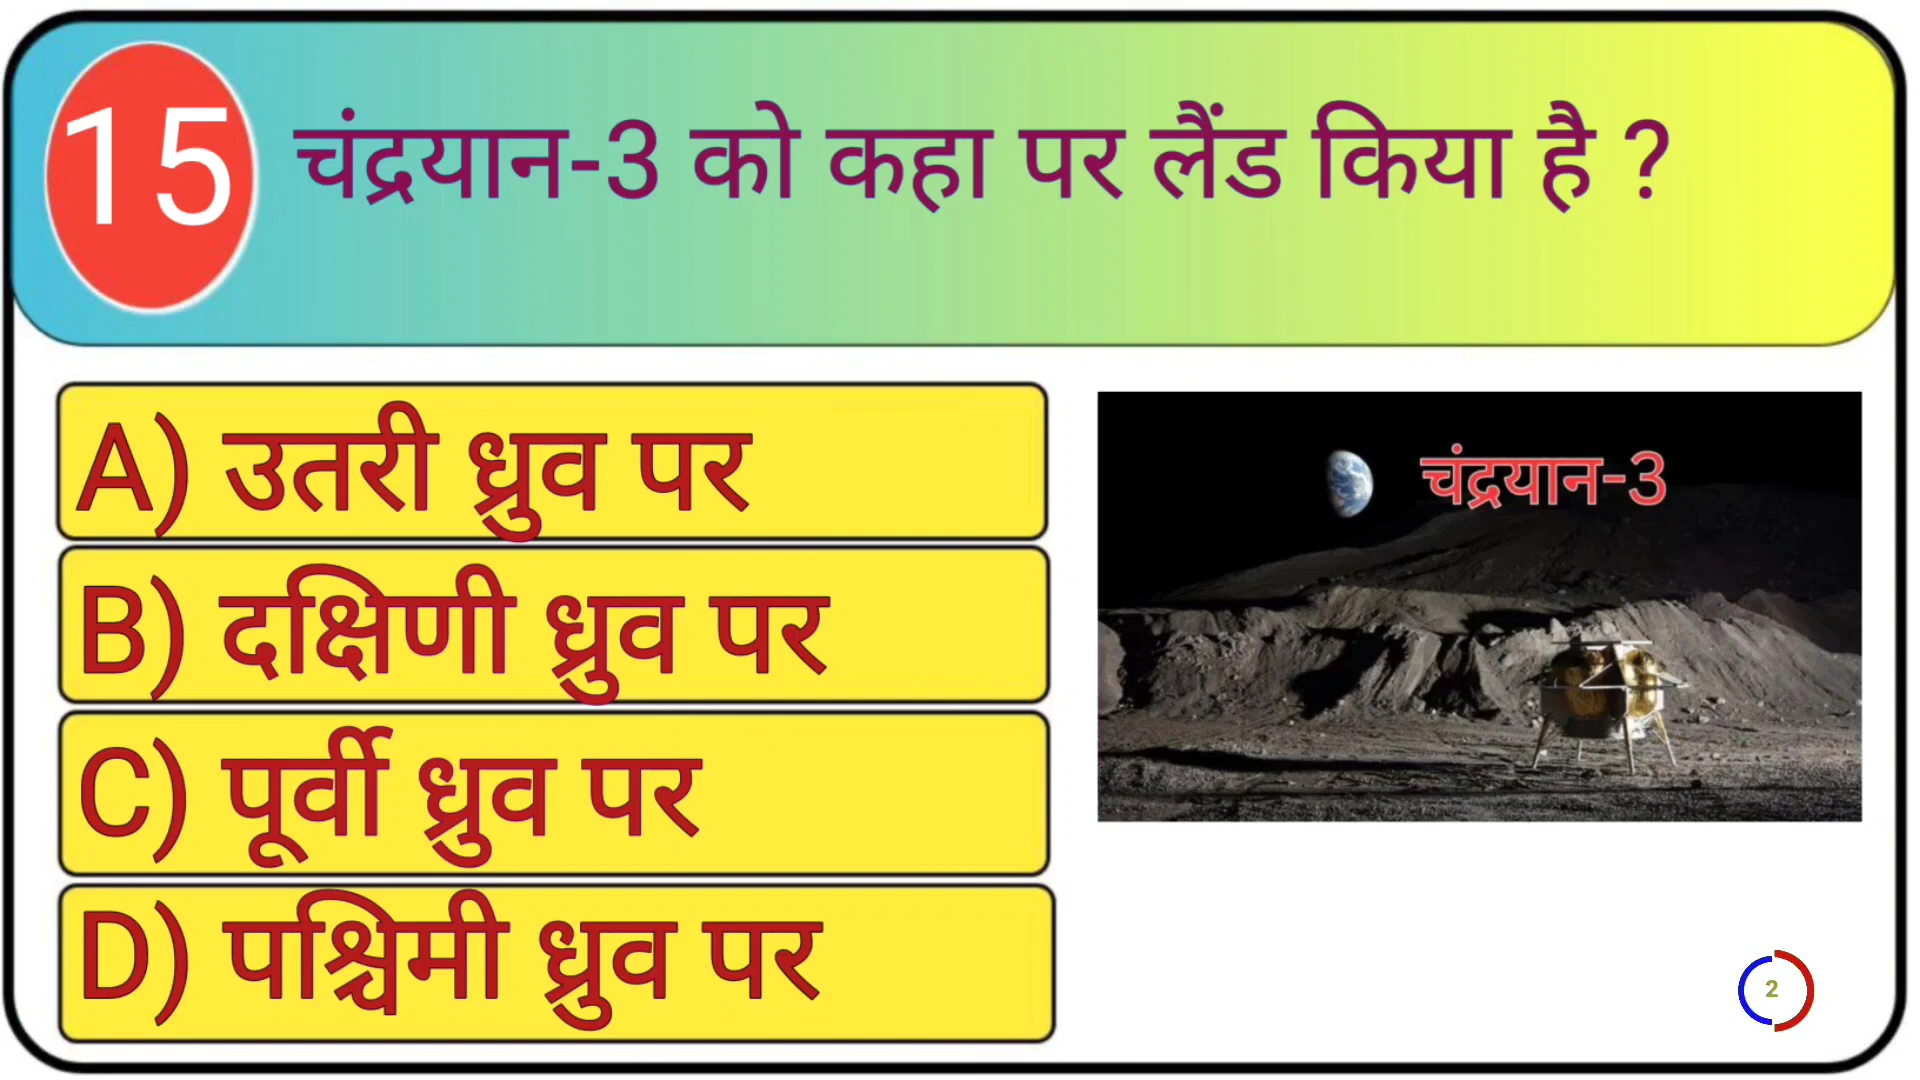 15
चंद्रयान-3 को कहा पर लैंड किया है ?
A) उतरी ध्रुव पर
B) दक्षिणी ध्रुव पर
C) पूर्वी ध्रुव पर
D) पश्चिमी ध्रुव पर
चंद्रयान-3
2